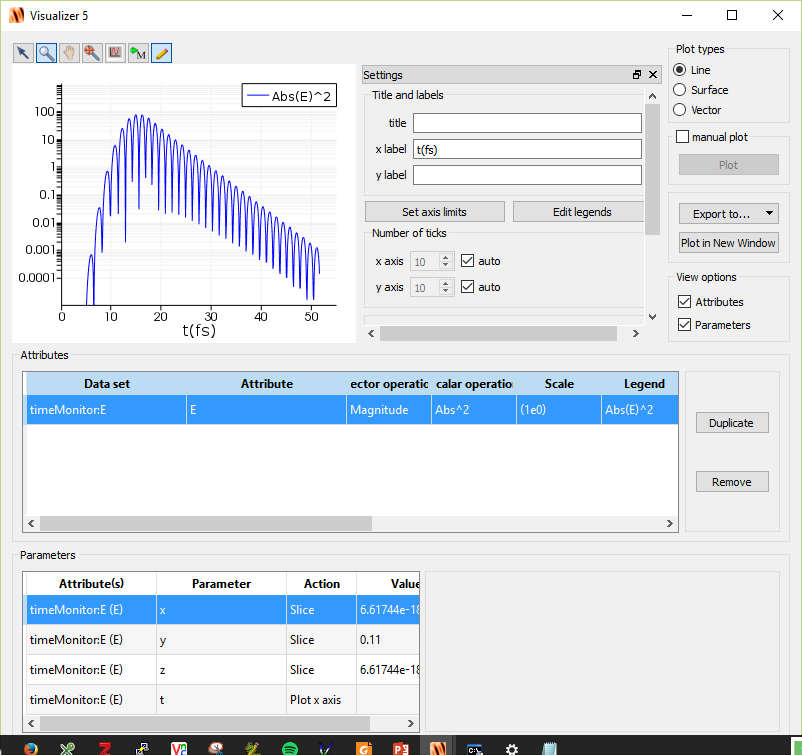 Visualizer 5
Plot types
Line
Surface
Vector
manual plot
Plot
Export to...
Plot in New Window
View options
Attributes
Parameters
Abs(E)^2
100
10
1
0.1
0.01
0.001
0.0001
0 10 20 30 40 50
t(fs)
Settings
Title and labels
title
x label t(fs)
y label
Set axis limits Edit legends
Number of ticks
x axis 10 auto
y axis 10 auto
Attributes
Data set Attribute ector operatio calar operation Scale Legend
timeMonitor:E E Magnitude Abs^2 (1e0) Abs(E)^2
Duplicate
Remove
Parameters
Attribute(s) Parameter Action Value
timeMonitor:E (E) x Slice 6.61744e-18
timeMonitor:E (E) y Slice 0.11
timeMonitor:E (E) z Slice 6.61744e-18
timeMonitor:E (E) t Plot x axis